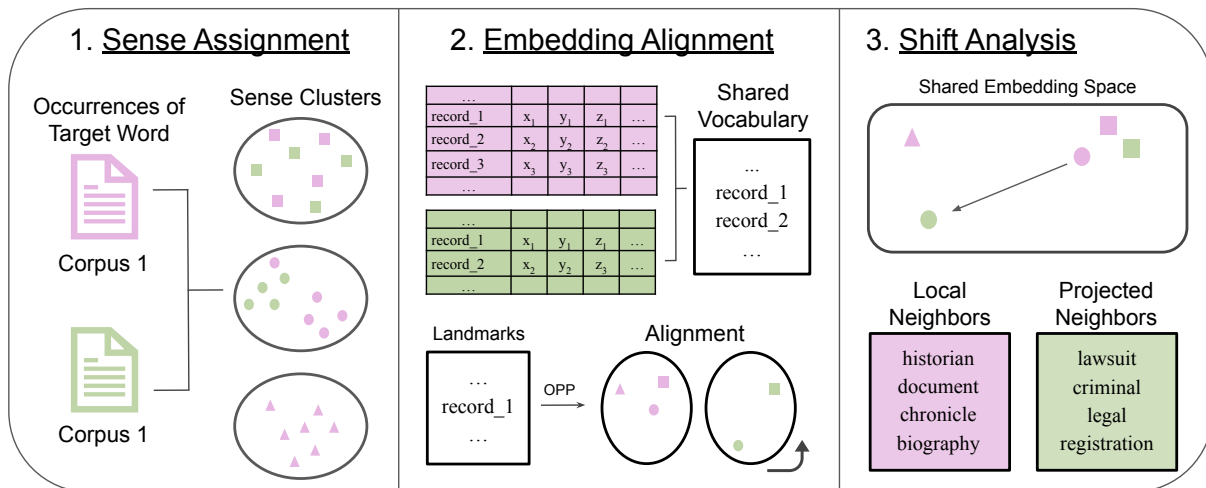 1. Sense Assignment
Occurrences of
Target Word
Corpus 1
Corpus 1
Sense Clusters
2. Embedding Alignment
…
record_1 x₁ y₁ z₁ …
record_2 x₂ y₂ z₂ …
record_3 x₃ y₃ z₃ …
…
…
record_1 x₁ y₁ z₁ …
record_2 x₂ y₂ z₃ …
…
Shared
Vocabulary
...
record_1
record_2
…
Landmarks
…
record_1
…
OPP
Alignment
3. Shift Analysis
Shared Embedding Space
Local
Neighbors
historian
document
chronicle
biography
Projected
Neighbors
lawsuit
criminal
legal
registration